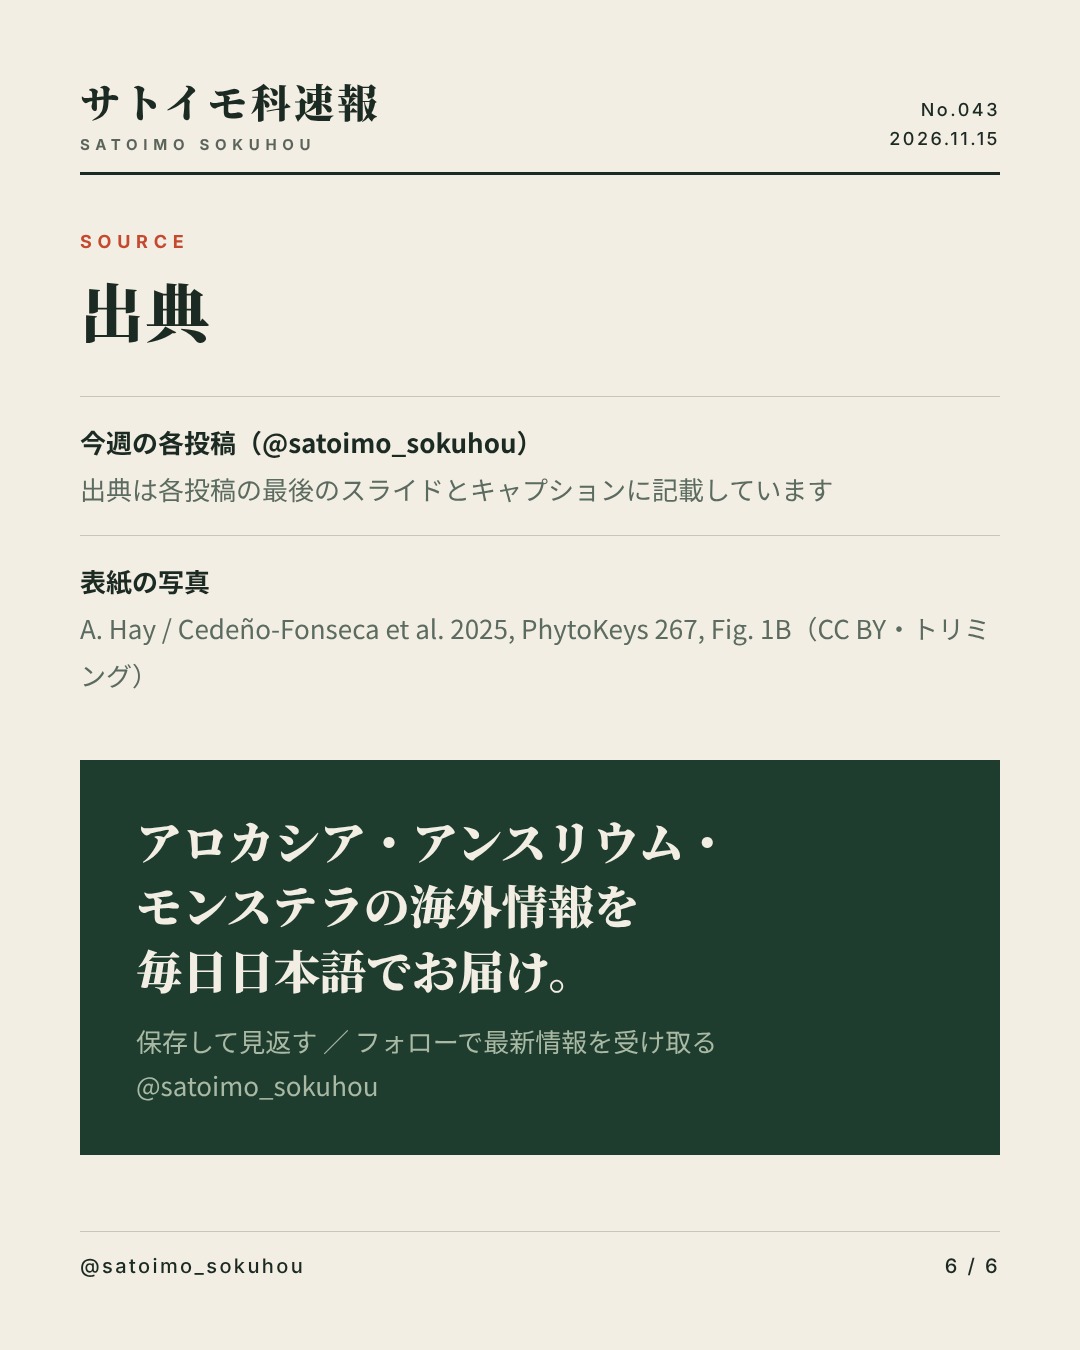 サトイモ科速報
SATOIMO SOKUHOU
No.043
2026.11.15
SOURCE
出典
今週の各投稿（@satoimo_sokuhou）
出典は各投稿の最後のスライドとキャプションに記載しています
表紙の写真
A. Hay / Cedeño-Fonseca et al. 2025, PhytoKeys 267, Fig. 1B（CC BY・トリミ
ング）
アロカシア・アンスリウム・
モンステラの海外情報を
毎日日本語でお届け。
保存して見返す ／ フォローで最新情報を受け取る
@satoimo_sokuhou
@satoimo_sokuhou
6 / 6